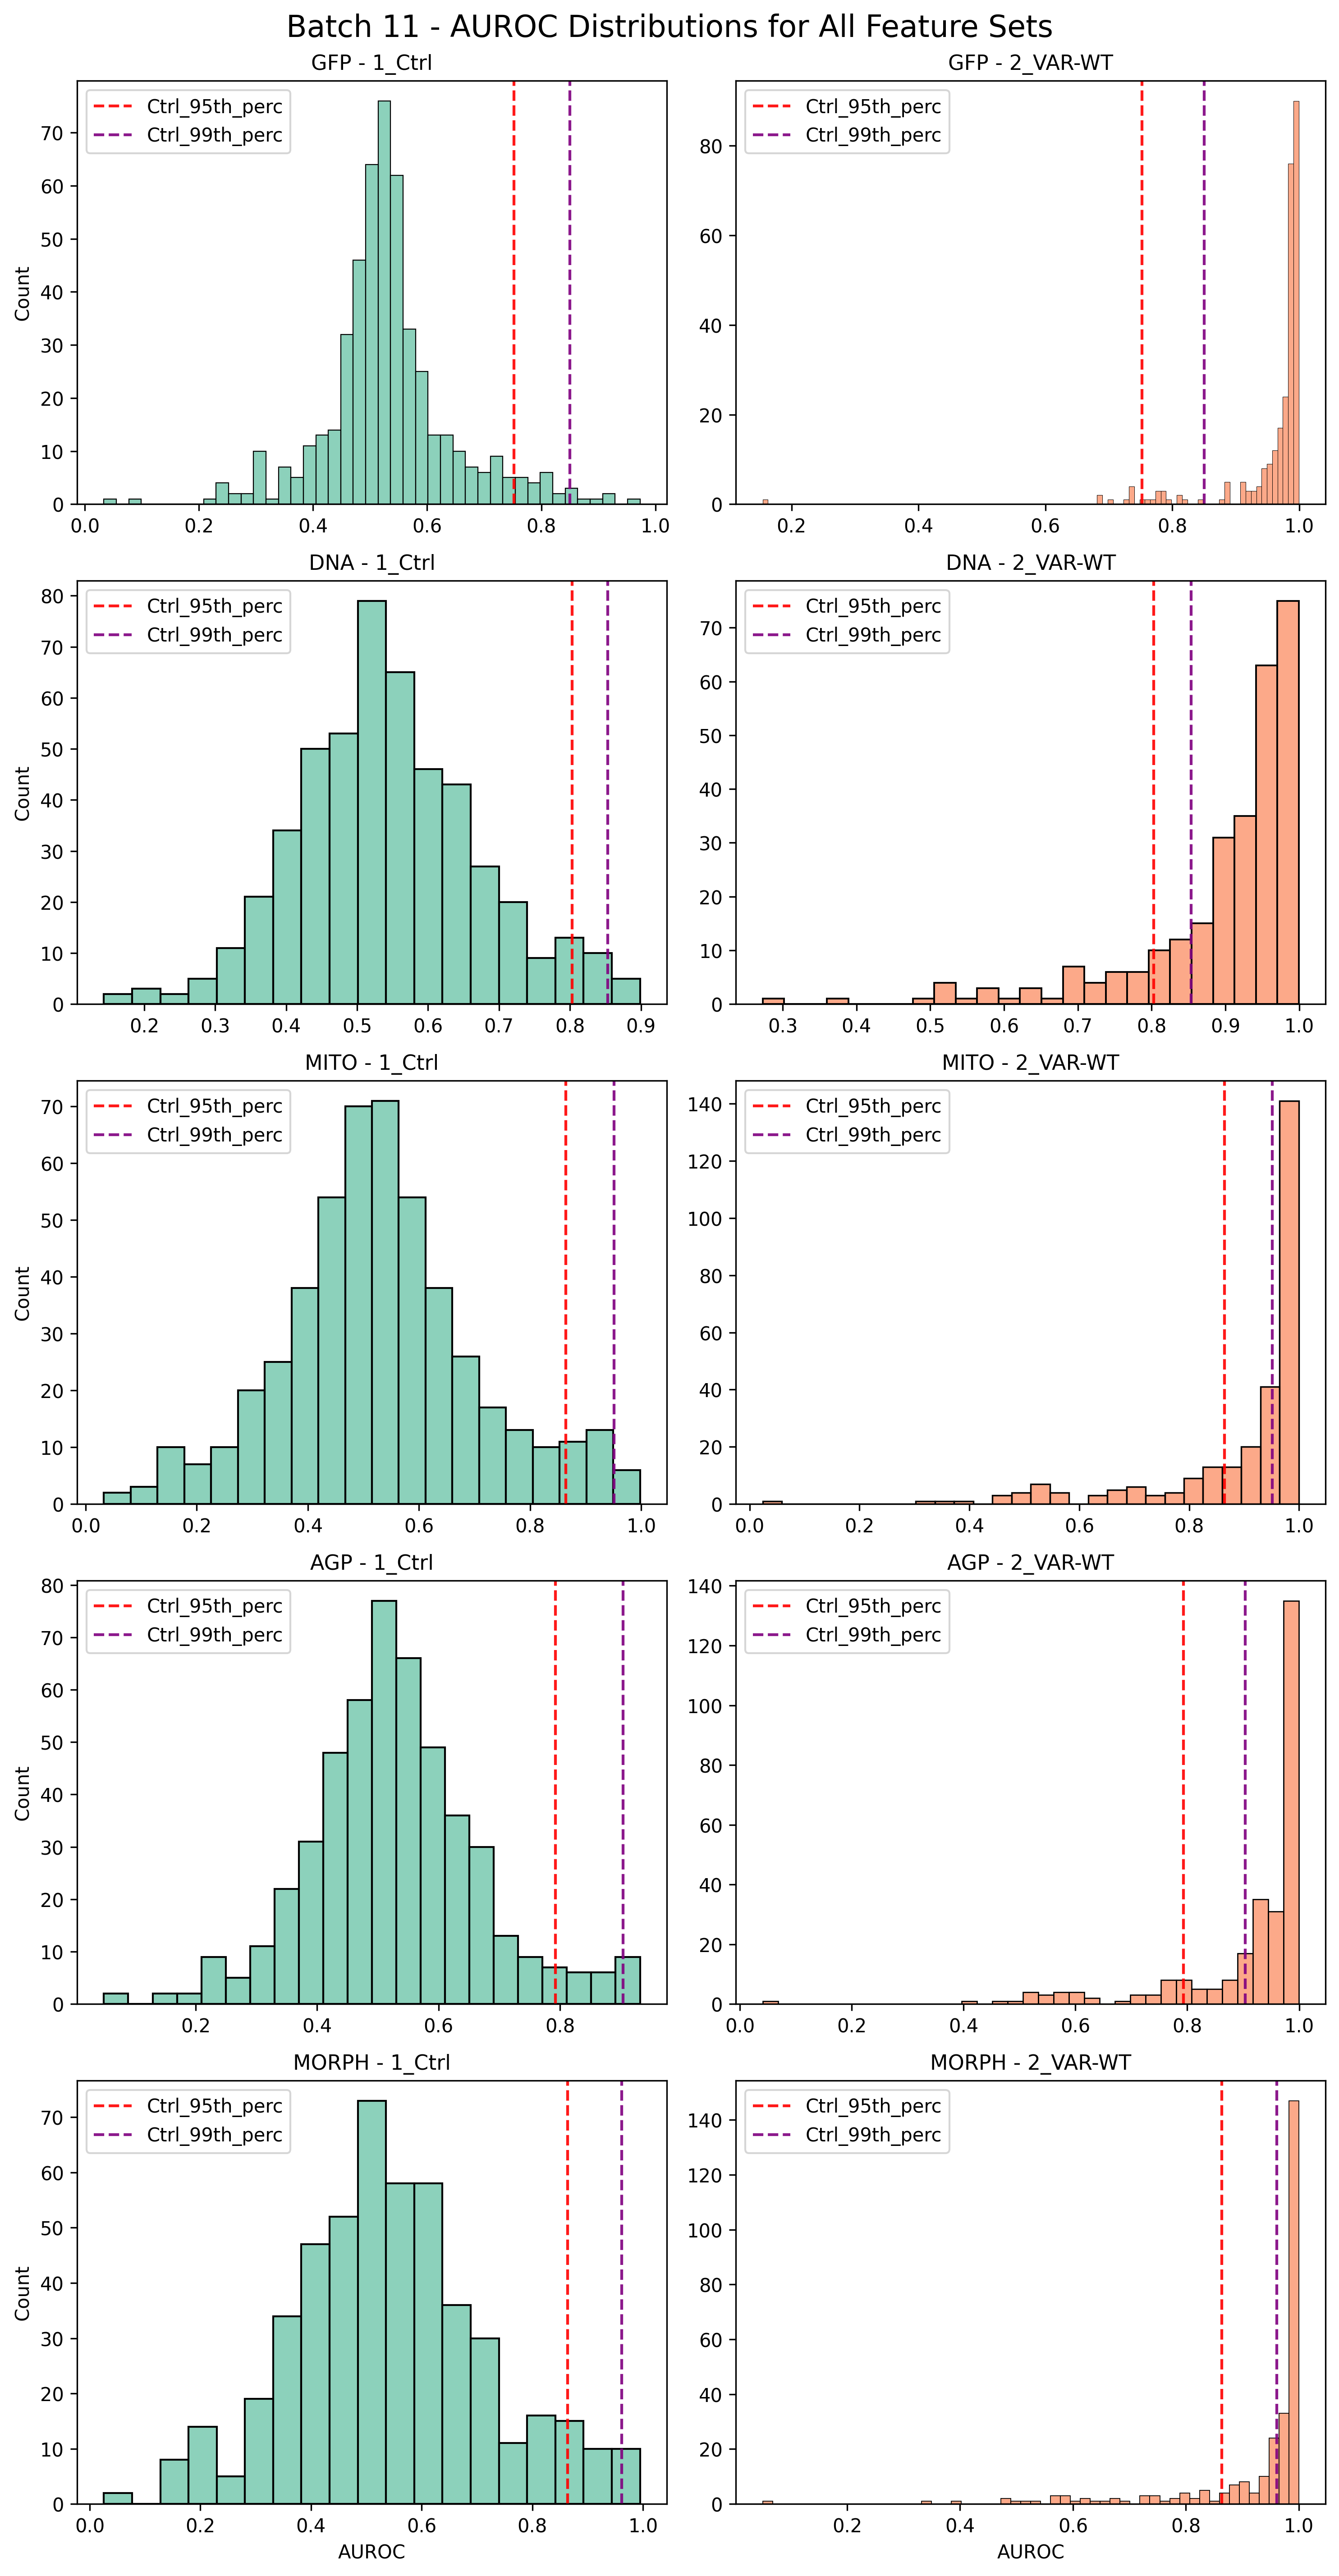 Batch 11 - AUROC Distributions for All Feature Sets
GFP - 1_Ctrl
Ctrl_95th_perc
Ctrl_99th_perc
Count
70
60
50
40
30
20
10
0
0.0 0.2 0.4 0.6 0.8 1.0
GFP - 2_VAR-WT
Ctrl_95th_perc
Ctrl_99th_perc
80
60
40
20
0
0.2 0.4 0.6 0.8 1.0
DNA - 1_Ctrl
Ctrl_95th_perc
Ctrl_99th_perc
Count
80
70
60
50
40
30
20
10
0
0.2 0.3 0.4 0.5 0.6 0.7 0.8 0.9
DNA - 2_VAR-WT
Ctrl_95th_perc
Ctrl_99th_perc
70
60
50
40
30
20
10
0
0.3 0.4 0.5 0.6 0.7 0.8 0.9 1.0
MITO - 1_Ctrl
Ctrl_95th_perc
Ctrl_99th_perc
Count
70
60
50
40
30
20
10
0
0.0 0.2 0.4 0.6 0.8 1.0
MITO - 2_VAR-WT
Ctrl_95th_perc
Ctrl_99th_perc
140
120
100
80
60
40
20
0
0.0 0.2 0.4 0.6 0.8 1.0
AGP - 1_Ctrl
Ctrl_95th_perc
Ctrl_99th_perc
Count
80
70
60
50
40
30
20
10
0
0.2 0.4 0.6 0.8
AGP - 2_VAR-WT
Ctrl_95th_perc
Ctrl_99th_perc
140
120
100
80
60
40
20
0
0.0 0.2 0.4 0.6 0.8 1.0
MORPH - 1_Ctrl
Ctrl_95th_perc
Ctrl_99th_perc
Count
70
60
50
40
30
20
10
0
0.0 0.2 0.4 0.6 0.8 1.0
AUROC
MORPH - 2_VAR-WT
Ctrl_95th_perc
Ctrl_99th_perc
140
120
100
80
60
40
20
0
0.2 0.4 0.6 0.8 1.0
AUROC